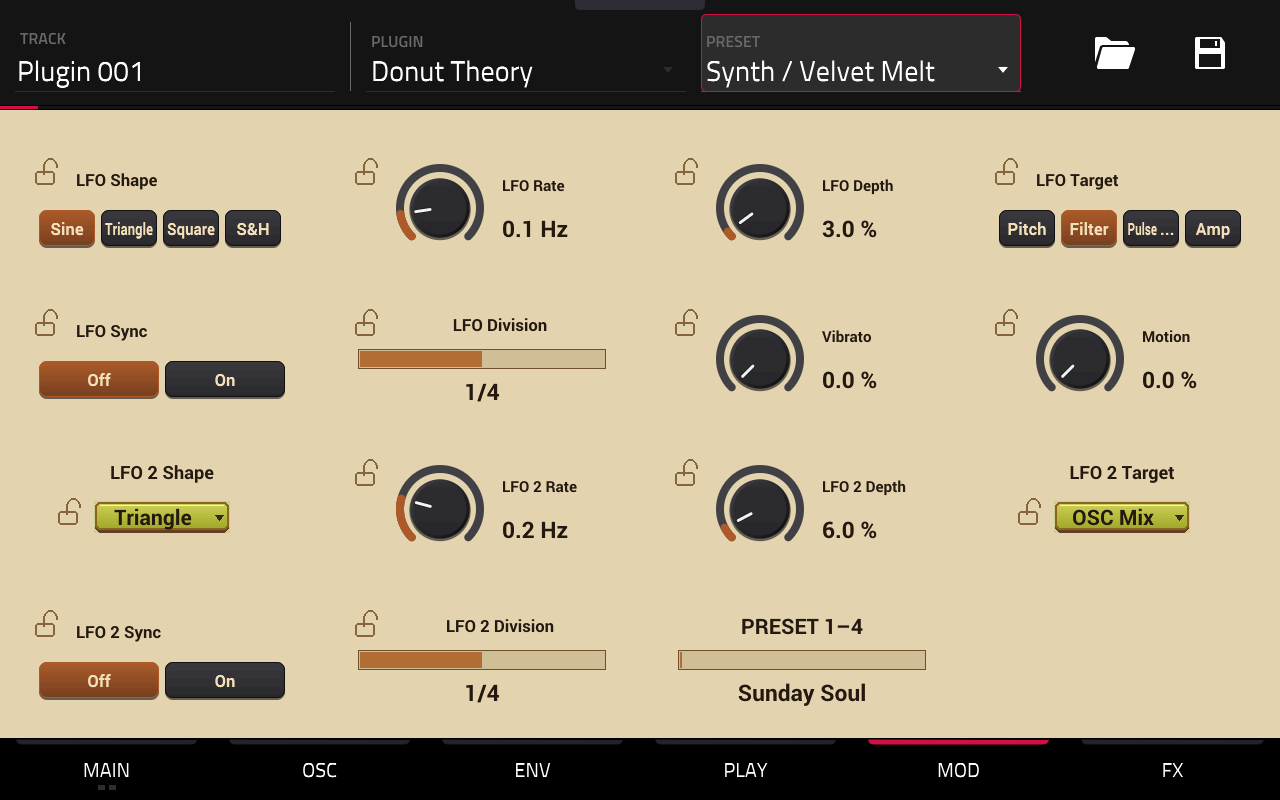 TRACK
Plugin 001
PLUGIN
Donut Theory
PRESET
Synth / Velvet Melt
LFO Shape
Sine Triangle Square S&H
LFO Rate
0.1 Hz
LFO Depth
3.0 %
LFO Target
Pitch Filter Pulse ... Amp
LFO Sync
Off On
LFO Division
1/4
Vibrato
0.0 %
Motion
0.0 %
LFO 2 Shape
Triangle
LFO 2 Rate
0.2 Hz
LFO 2 Depth
6.0 %
LFO 2 Target
OSC Mix
LFO 2 Sync
Off On
LFO 2 Division
1/4
PRESET 1–4
Sunday Soul
MAIN OSC ENV PLAY MOD FX